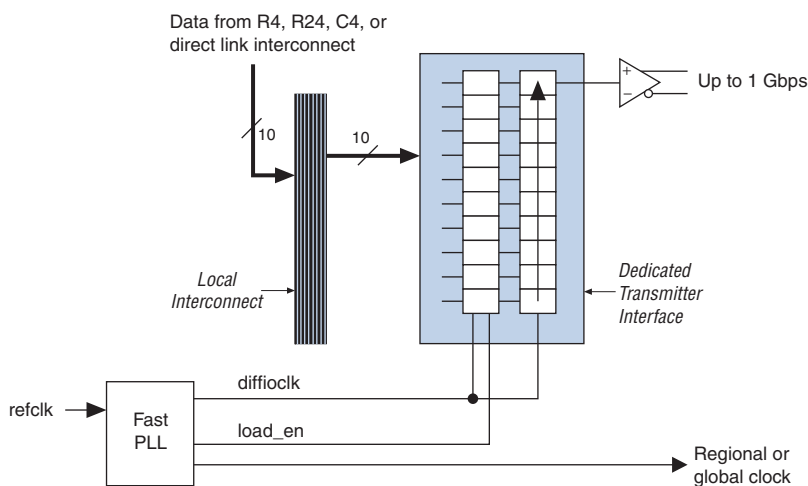 Data from R4, R24, C4, or
direct link interconnect
10
10
+
−
Up to 1 Gbps
Local
Interconnect
Dedicated
Transmitter
Interface
diffioclk
refclk
Fast
PLL
load_en
Regional or
global clock